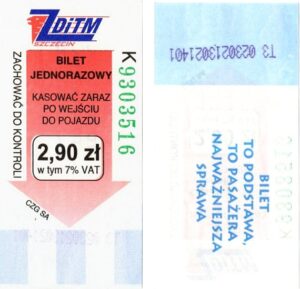 ZDiTM
SZCZECIN
BILET
JEDNORAZOWY
KASOWAĆ ZARAZ
PO WEJŚCIU
DO POJAZDU
2,90 zł
w tym 7% VAT
ZACHOWAĆ DO KONTROLI
CZG SA
K 9303516
T3 0230213021401
BILET
TO PODSTAWA,
TO PASAŻERA
NAJWAŻNIEJSZA
SPRAWA